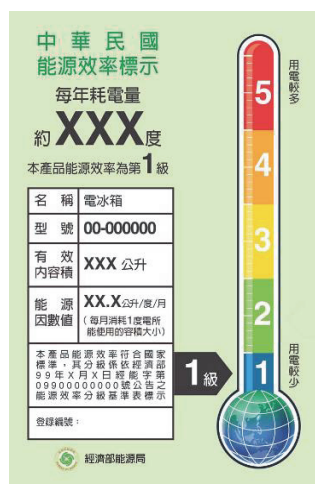 中華民國
能源效率標示
每年耗電量
約XXX度
本產品能源效率為第1級
名稱 電冰箱
型號 00-000000
有效內容積 XXX 公升
能源因數值 XX.X公升/度/月
(每月消耗1度電所
能使用的容積大小)
本產品能源效率符合國家
標準，其分級係依經濟部
99年X月X日經能字第
09900000000號公告之
能源效率分級基準表標示
登錄編號：
經濟部能源局
用電較多
5
4
3
2
1
用電較少
1級